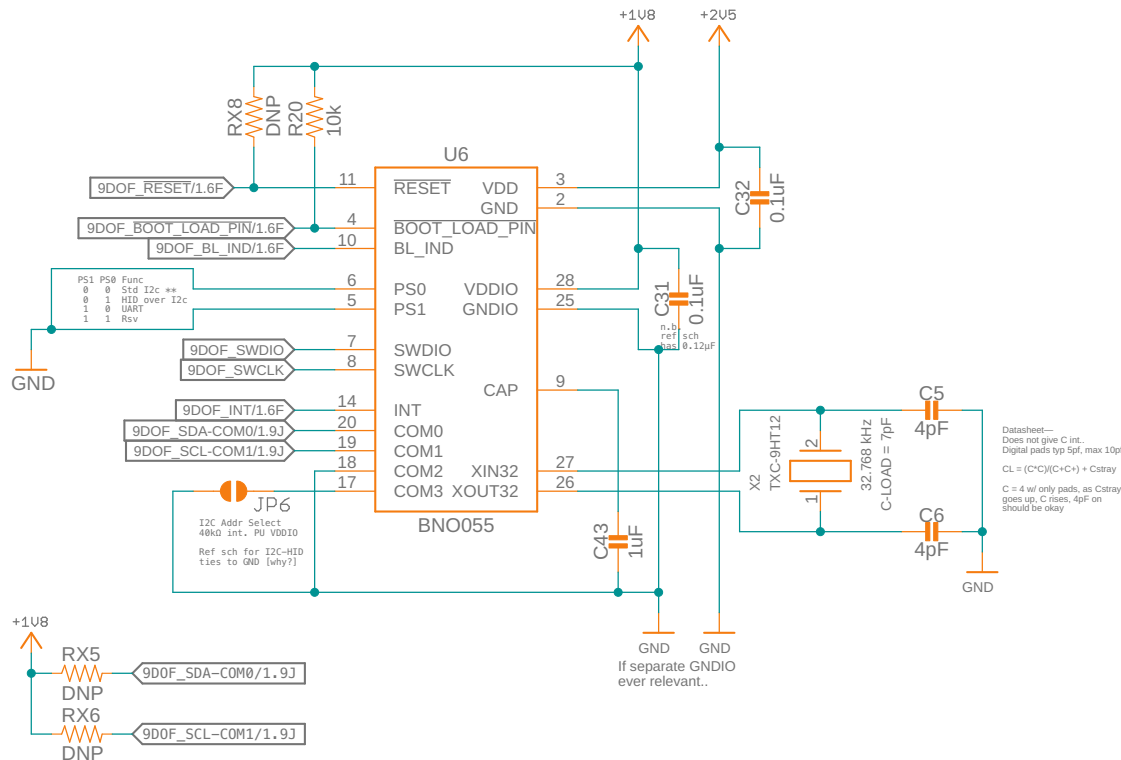 +1V8
+2V5
RX8
DNP
R20
10k
U6
C32
0.1uF
9DOF_RESET/1.6F
11
RESET
VDD
3
GND
2
9DOF_BOOT_LOAD_PIN/1.6F
4
BOOT_LOAD_PIN
9DOF_BL_IND/1.6F
10
BL_IND
PS1 PS0 Func
0 0 Std I2c **
0 1 HID over I2c
1 0 UART
1 1 Rsv
6
PS0
VDDIO
28
5
PS1
GNDIO
25
C31
0.1uF
n.b.
ref sch
has 0.12µF
GND
9DOF_SWDIO
7
SWDIO
9DOF_SWCLK
8
SWCLK
CAP
9
9DOF_INT/1.6F
14
INT
9DOF_SDA-COM0/1.9J
20
COM0
9DOF_SCL-COM1/1.9J
19
COM1
18
COM2
XIN32
27
17
COM3
XOUT32
26
BNO055
JP6
I2C Addr Select
40kΩ int. PU VDDIO
Ref sch for I2C-HID
ties to GND [why?]
C43
1uF
X2
TXC-9HT12
2
1
32.768 kHz
C-LOAD = 7pF
C5
4pF
C6
4pF
GND
Datasheet—
Does not give C int..
Digital pads typ 5pf, max 10pf
CL = (C*C)/(C+C+) + Cstray
C = 4 w/ only pads, as Cstray
goes up, C rises, 4pF on
should be okay
GND
GND
If separate GNDIO
ever relevant..
+1V8
RX5
DNP
9DOF_SDA-COM0/1.9J
RX6
DNP
9DOF_SCL-COM1/1.9J